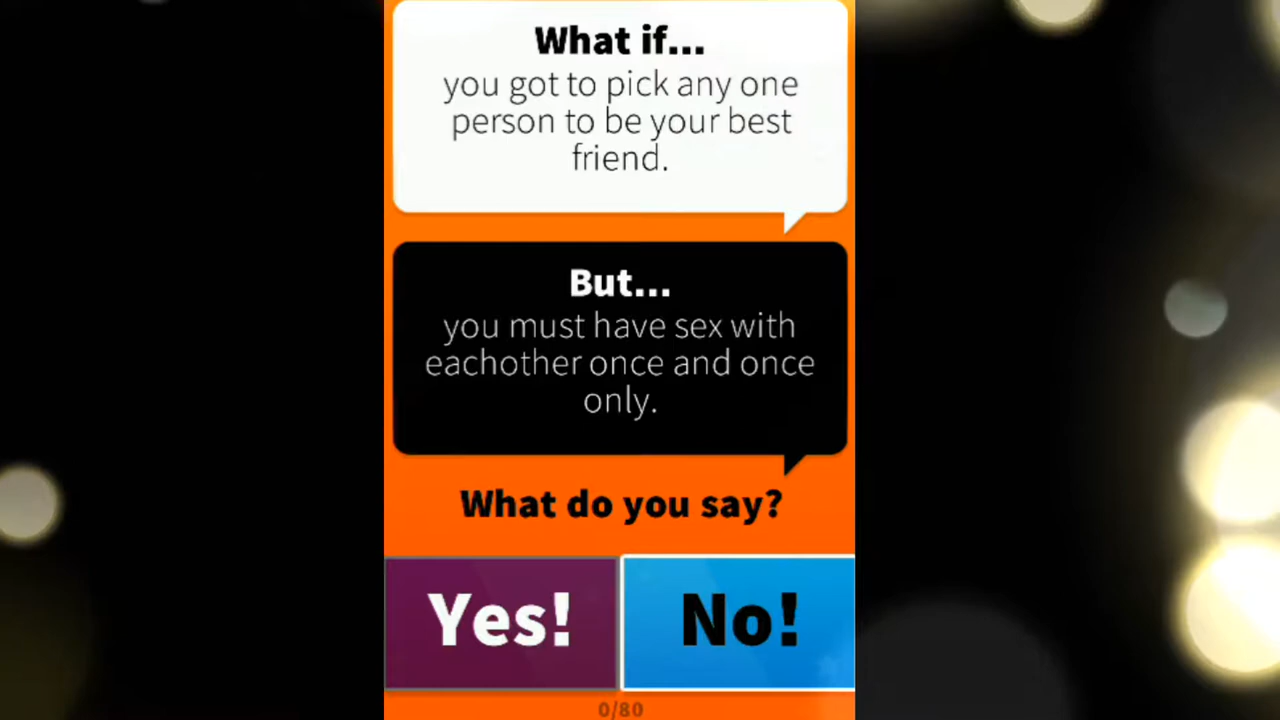 What if...
you got to pick any one
person to be your best
friend.
But...
you must have sex with
eachother once and once
only.
What do you say?
Yes!
No!
0/80